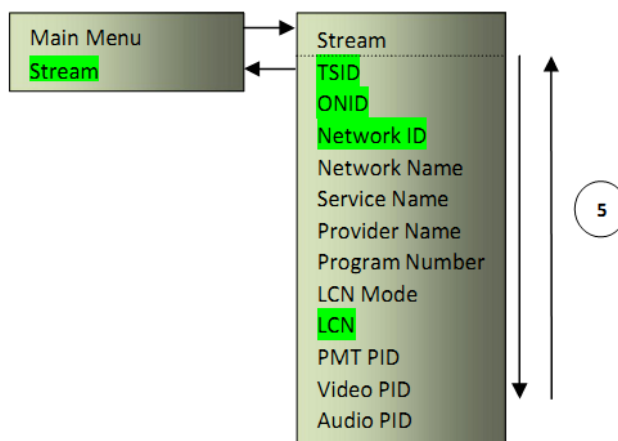 Main Menu
Stream
Stream
TSID
ONID
Network ID
Network Name
Service Name
Provider Name
Program Number
LCN Mode
LCN
PMT PID
Video PID
Audio PID
5